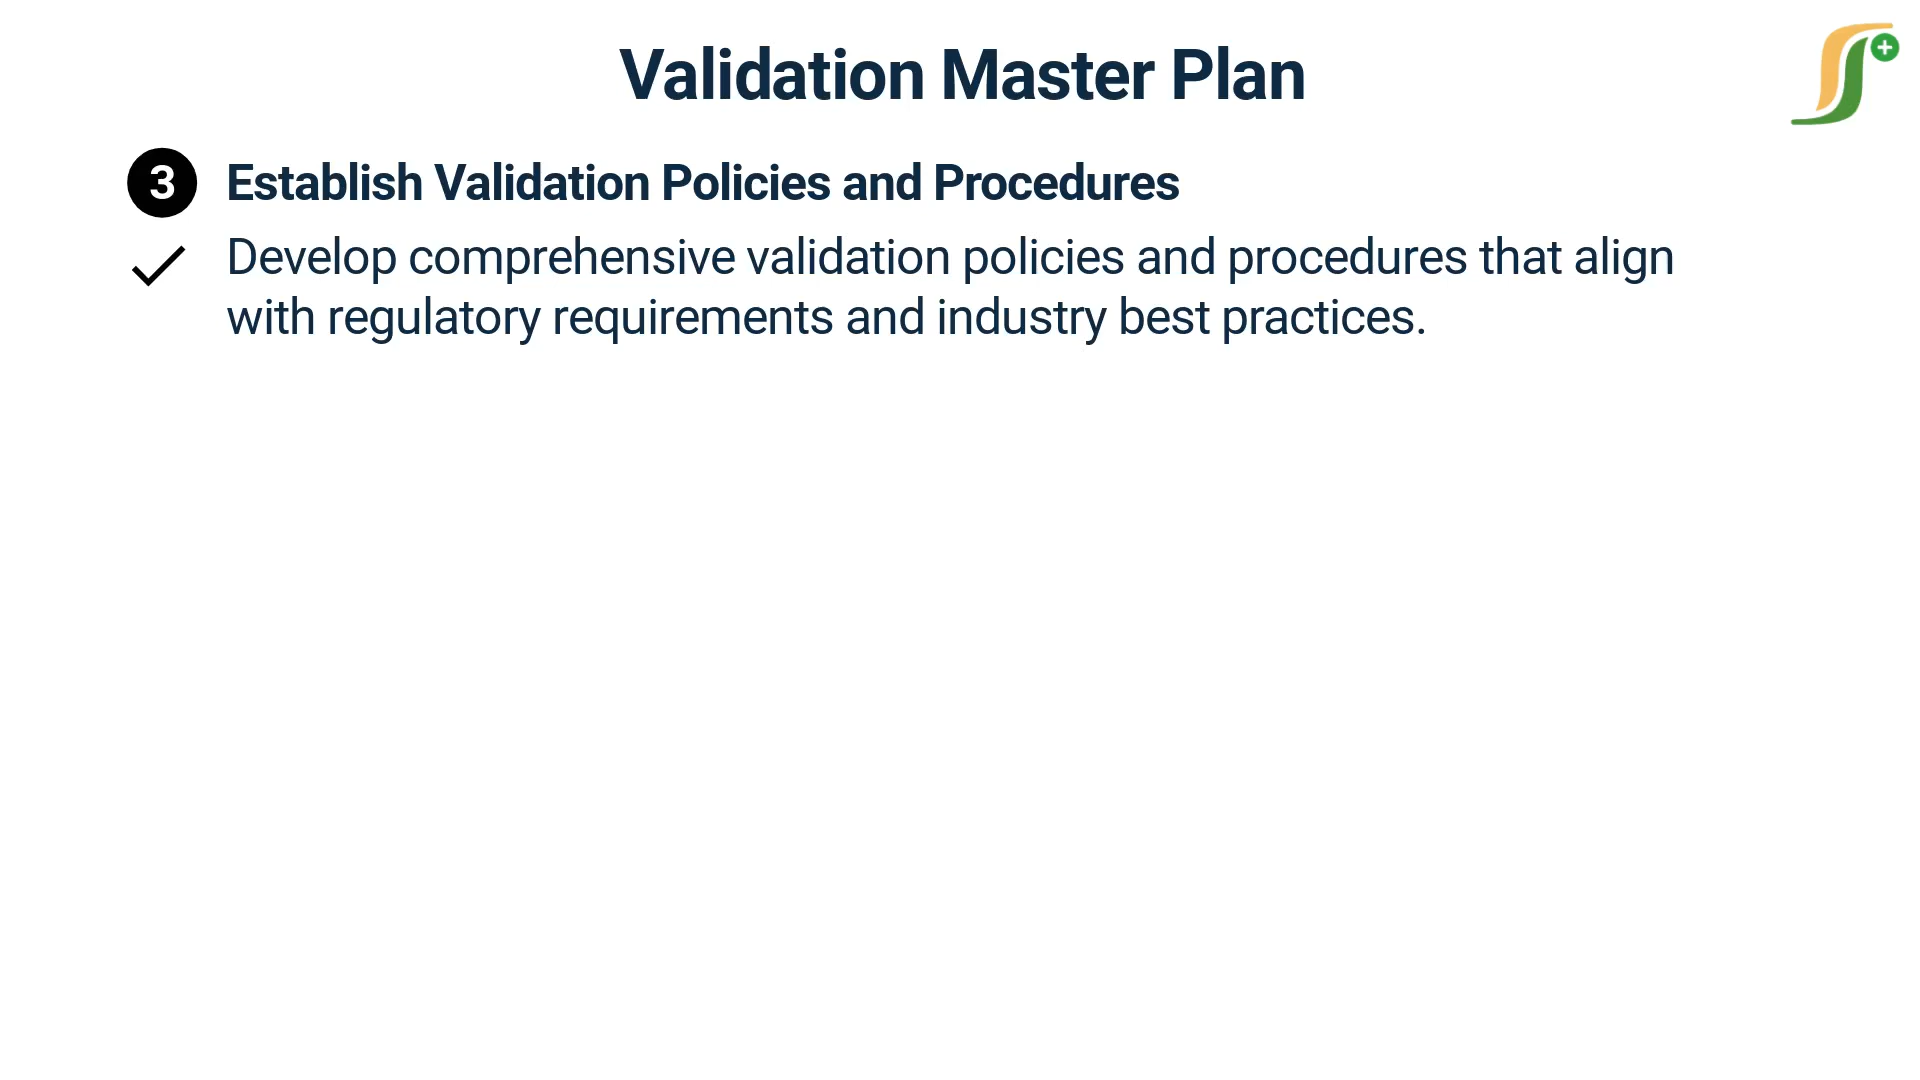 Validation Master Plan
3 Establish Validation Policies and Procedures
Develop comprehensive validation policies and procedures that align
with regulatory requirements and industry best practices.